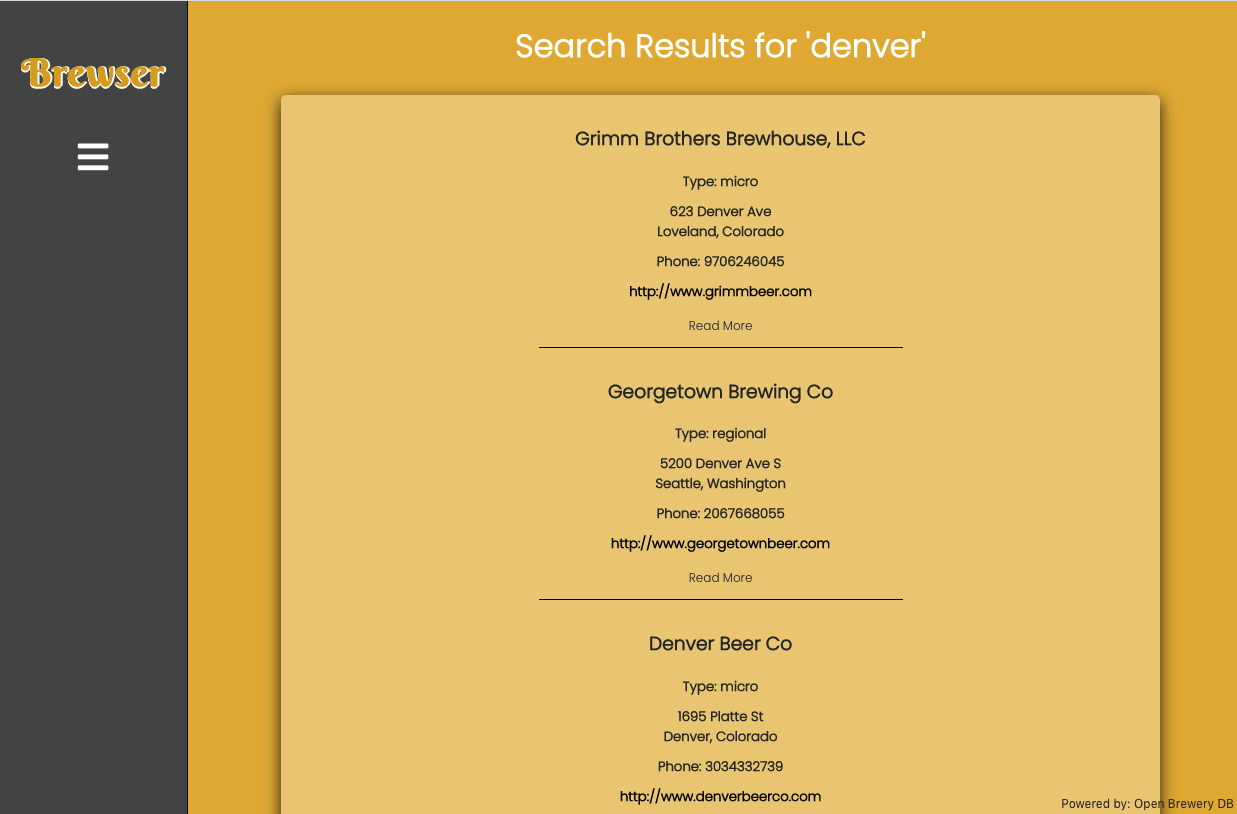 Brewser
Search Results for 'denver'
Grimm Brothers Brewhouse, LLC
Type: micro
623 Denver Ave
Loveland, Colorado
Phone: 9706246045
http://www.grimmbeer.com
Read More
Georgetown Brewing Co
Type: regional
5200 Denver Ave S
Seattle, Washington
Phone: 2067668055
http://www.georgetownbeer.com
Read More
Denver Beer Co
Type: micro
1695 Platte St
Denver, Colorado
Phone: 3034332739
http://www.denverbeerco.com
Powered by: Open Brewery DB